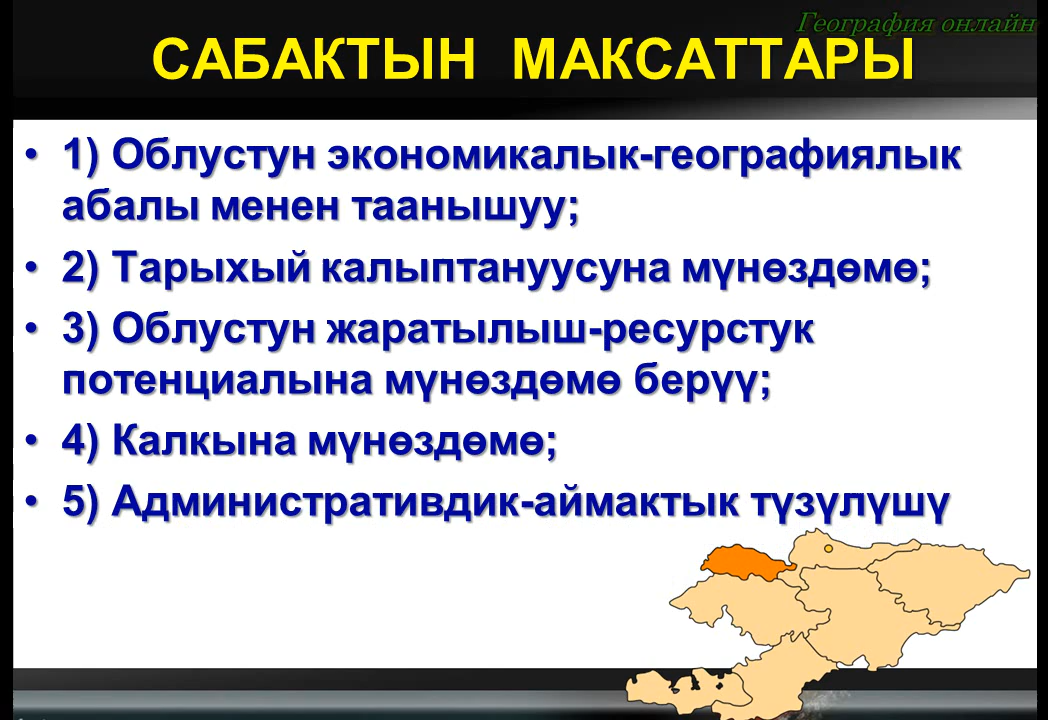 География онлайн
САБАКТЫН МАКСАТТАРЫ
• 1) Облустун экономикалык-географиялык
абалы менен таанышуу;
• 2) Тарыхый калыптануусуна мүнөздөмө;
• 3) Облустун жаратылыш-ресурстук
потенциалына мүнөздөмө берүү;
• 4) Калкына мүнөздөмө;
• 5) Административдик-аймактык түзүлүшү